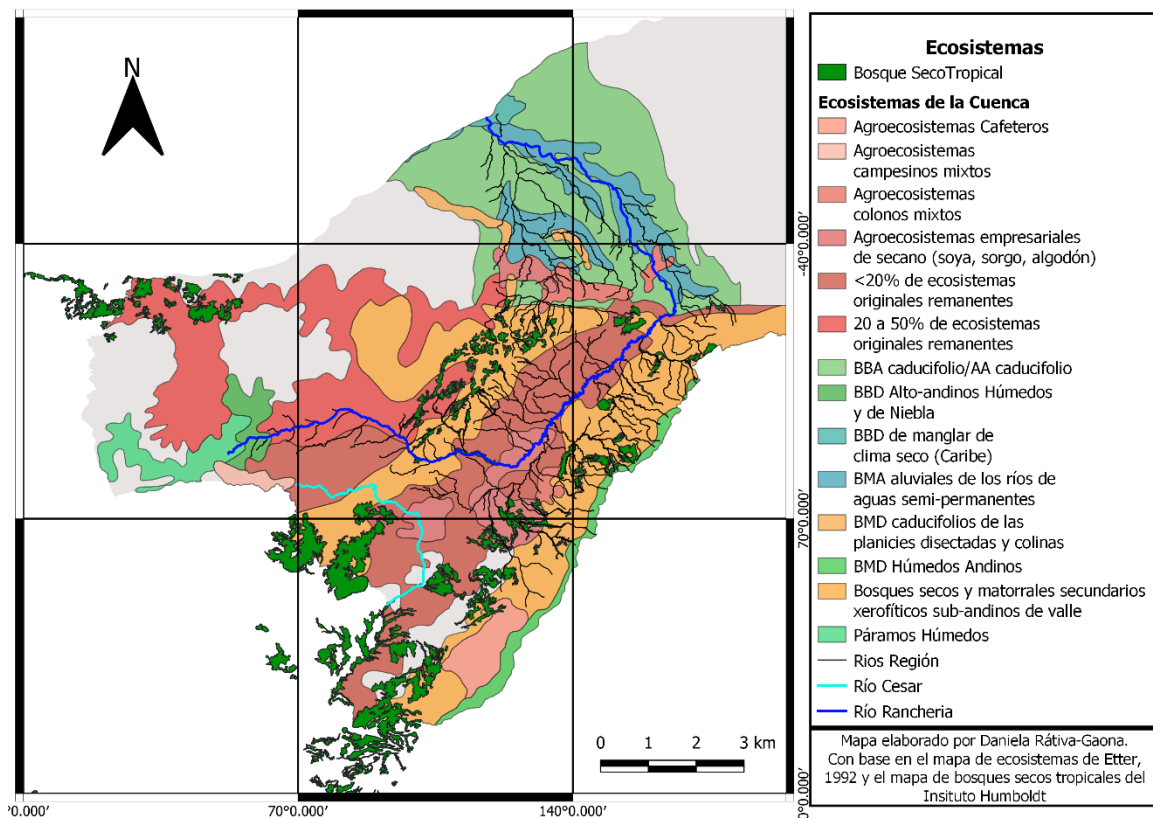 N
Ecosistemas
Bosque SecoTropical
Ecosistemas de la Cuenca
Agroecosistemas Cafeteros
Agroecosistemas
campesinos mixtos
Agroecosistemas
colonos mixtos
Agroecosistemas empresariales
de secano (soya, sorgo, algodón)
<20% de ecosistemas
originales remanentes
20 a 50% de ecosistemas
originales remanentes
BBA caducifolio/AA caducifolio
BBD Alto-andinos Húmedos
y de Niebla
BBD de manglar de
clima seco (Caribe)
BMA aluviales de los ríos de
aguas semi-permanentes
BMD caducifolios de las
planicies disectadas y colinas
BMD Húmedos Andinos
Bosques secos y matorrales secundarios
xerofíticos sub-andinos de valle
Páramos Húmedos
Rios Región
Río Cesar
Río Rancheria
Mapa elaborado por Daniela Rátiva-Gaona.
Con base en el mapa de ecosistemas de Etter,
1992 y el mapa de bosques secos tropicales del
Insituto Humboldt
-40°0.000'
70°0.000'
0°0.000'
0 1 2 3 km
°0.000' 70°0.000' 140°0.000'